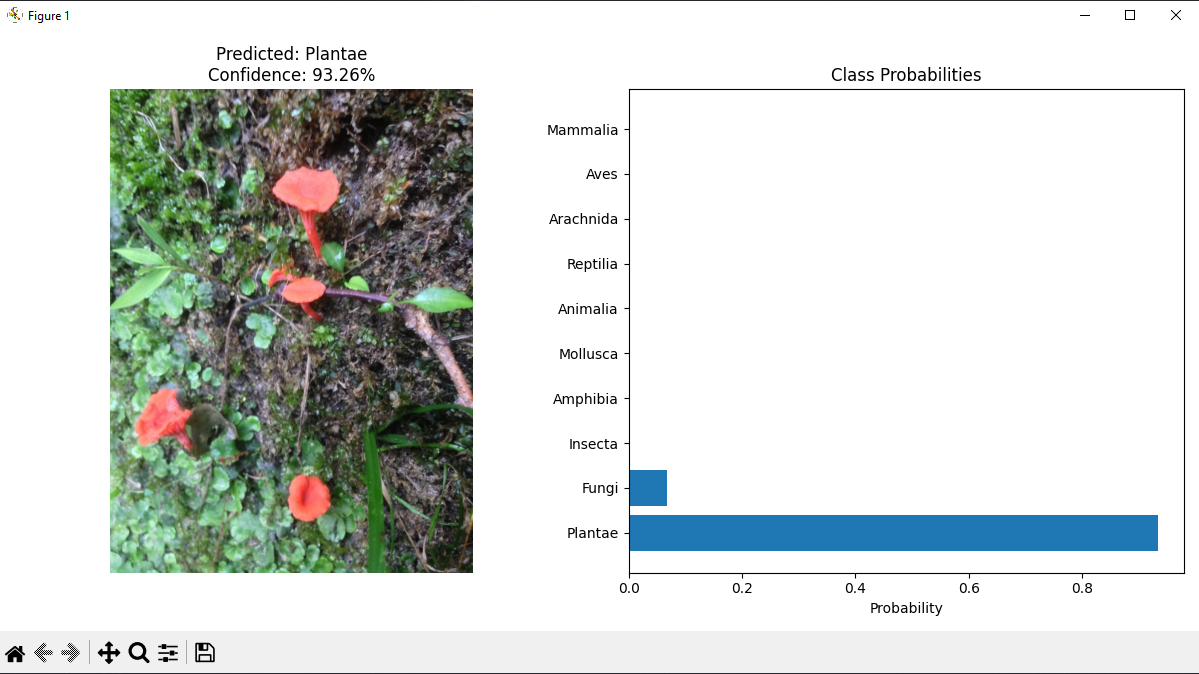 Figure 1
Predicted: Plantae
Confidence: 93.26%
Class Probabilities
Mammalia
Aves
Arachnida
Reptilia
Animalia
Mollusca
Amphibia
Insecta
Fungi
Plantae
0.0 0.2 0.4 0.6 0.8
Probability